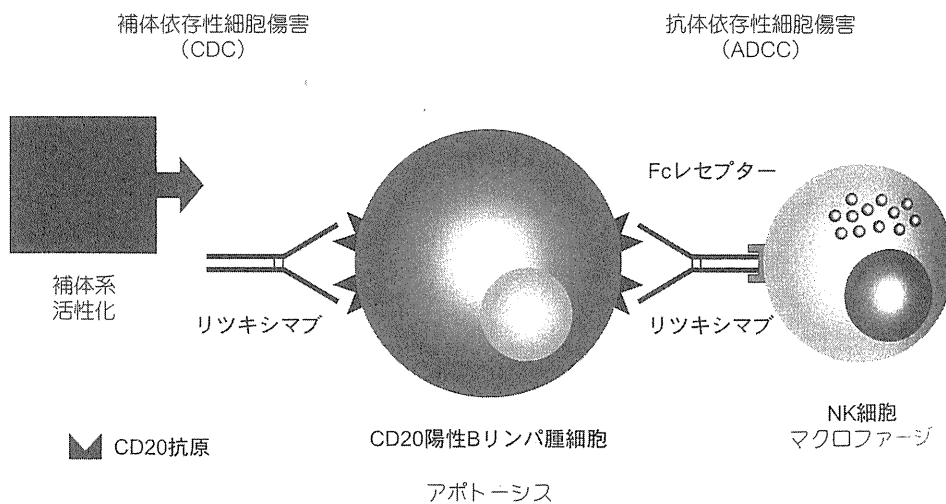 補体依存性細胞傷害
(CDC)
抗体依存性細胞傷害
(ADCC)
Fcレセプター
補体系
活性化
リツキシマブ
リツキシマブ
NK細胞
マクロファージ
CD20抗原
CD20陽性Bリンパ腫細胞
アポトーシス